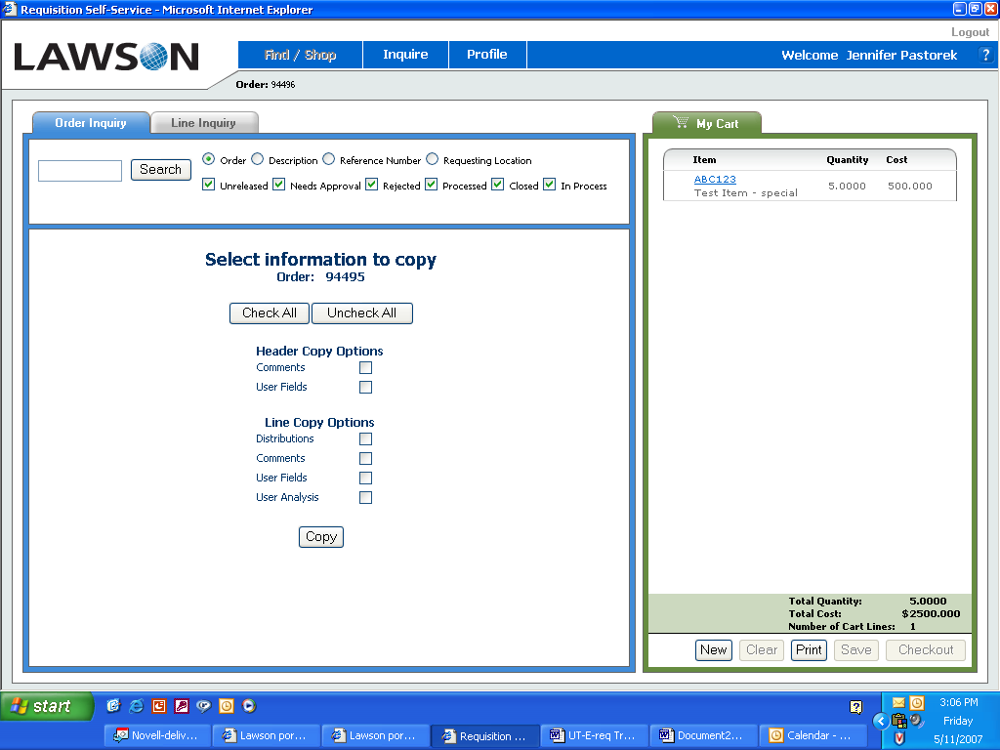 Requisition Self-Service - Microsoft Internet Explorer
Logout
LAWSON
Find / Shop Inquire Profile Welcome Jennifer Pastorek ?
Order: 94496
Order Inquiry Line Inquiry
Search
Order Description Reference Number Requesting Location
Unreleased Needs Approval Rejected Processed Closed In Process
Select information to copy
Order: 94495
Check All Uncheck All
Header Copy Options
Comments
User Fields
Line Copy Options
Distributions
Comments
User Fields
User Analysis
Copy
My Cart
Item Quantity Cost
ABC123 5.0000 500.000
Test Item - special
Total Quantity: 5.0000
Total Cost: $2500.000
Number of Cart Lines: 1
New Clear Print Save Checkout
start
Novell-deliv... Lawson por... Lawson por... Requisition ... UT-E-req Tr... Document2... Calendar - ...
3:06 PM
Friday
5/11/2007